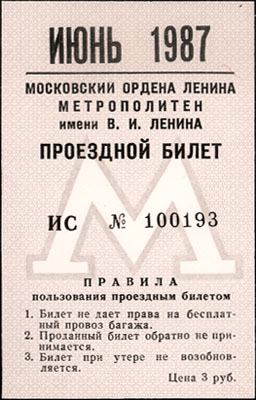 ИЮНЬ 1987
МОСКОВСКИЙ ОРДЕНА ЛЕНИНА
МЕТРОПОЛИТЕН
имени В. И. ЛЕНИНА
ПРОЕЗДНОЙ БИЛЕТ
М
ИС № 100193
ПРАВИЛА
пользования проездным билетом
1. Билет не дает права на бесплат-
ный провоз багажа.
2. Проданный билет обратно не при-
нимается.
3. Билет при утере не возобнов-
ляется.
Цена 3 руб.